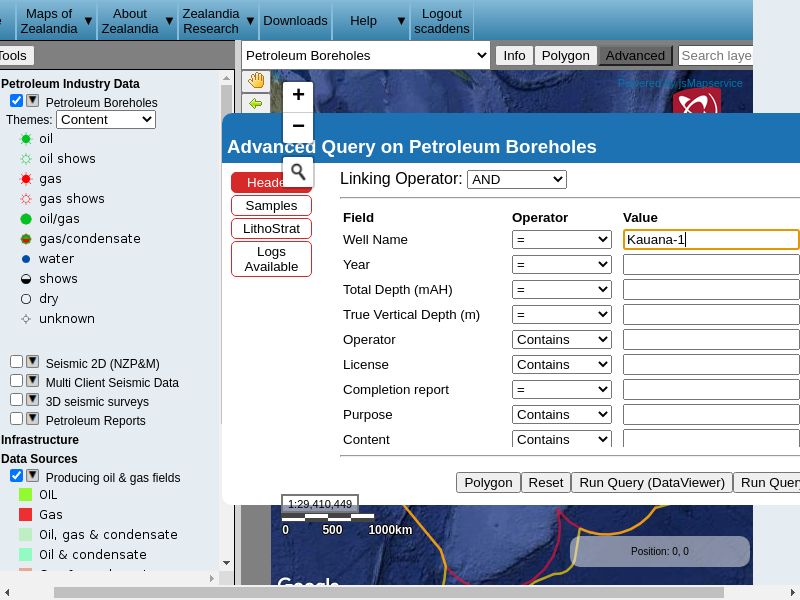 Maps of Zealandia ▼
About Zealandia ▼
Zealandia Research ▼
Downloads
Help ▼
Logout scaddens
Tools
Petroleum Boreholes
Info
Polygon
Advanced
Search laye
Petroleum Industry Data
Petroleum Boreholes
Themes: Content
oil
oil shows
gas
gas shows
oil/gas
gas/condensate
water
shows
dry
unknown
Seismic 2D (NZP&M)
Multi Client Seismic Data
3D seismic surveys
Petroleum Reports
Infrastructure
Data Sources
Producing oil & gas fields
OIL
Gas
Oil, gas & condensate
Oil & condensate
Powered by jsMapservice
+
−
Advanced Query on Petroleum Boreholes
Heade
Samples
LithoStrat
Logs Available
Linking Operator: AND
Field Operator Value
Well Name = Kauana-1
Year =
Total Depth (mAH) =
True Vertical Depth (m) =
Operator Contains
License Contains
Completion report =
Purpose Contains
Content Contains
Polygon
Reset
Run Query (DataViewer)
Run Query
1:29,410,449
0 500 1000km
Position: 0, 0
Google